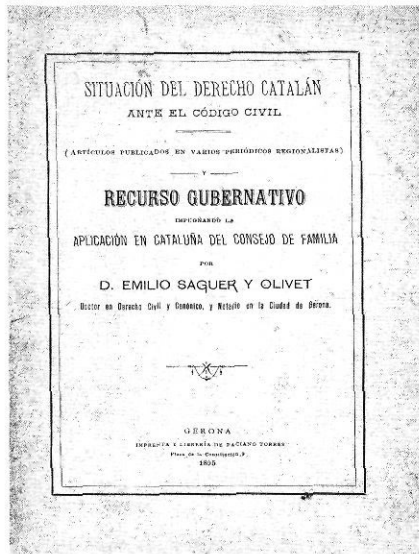 SITUACIÓN DEL DERECHO CATALÁN
ANTE EL CÓDIGO CIVIL
(ARTÍCULOS PUBLICADOS EN VARIOS PERIÓDICOS REGIONALISTAS)
Y
RECURSO GUBERNATIVO
IMPUGNANDO LA
APLICACIÓN EN CATALUÑA DEL CONSEJO DE FAMILIA
POR
D. EMILIO SAGUER Y OLIVET
Doctor en Derecho Civil y Canónico, y Notario en la Ciudad de Gerona.
GERONA
IMPRENTA Y LIBRERÍA DE PACIANO TORRES
Plaza de la Constitución, 9.
1895